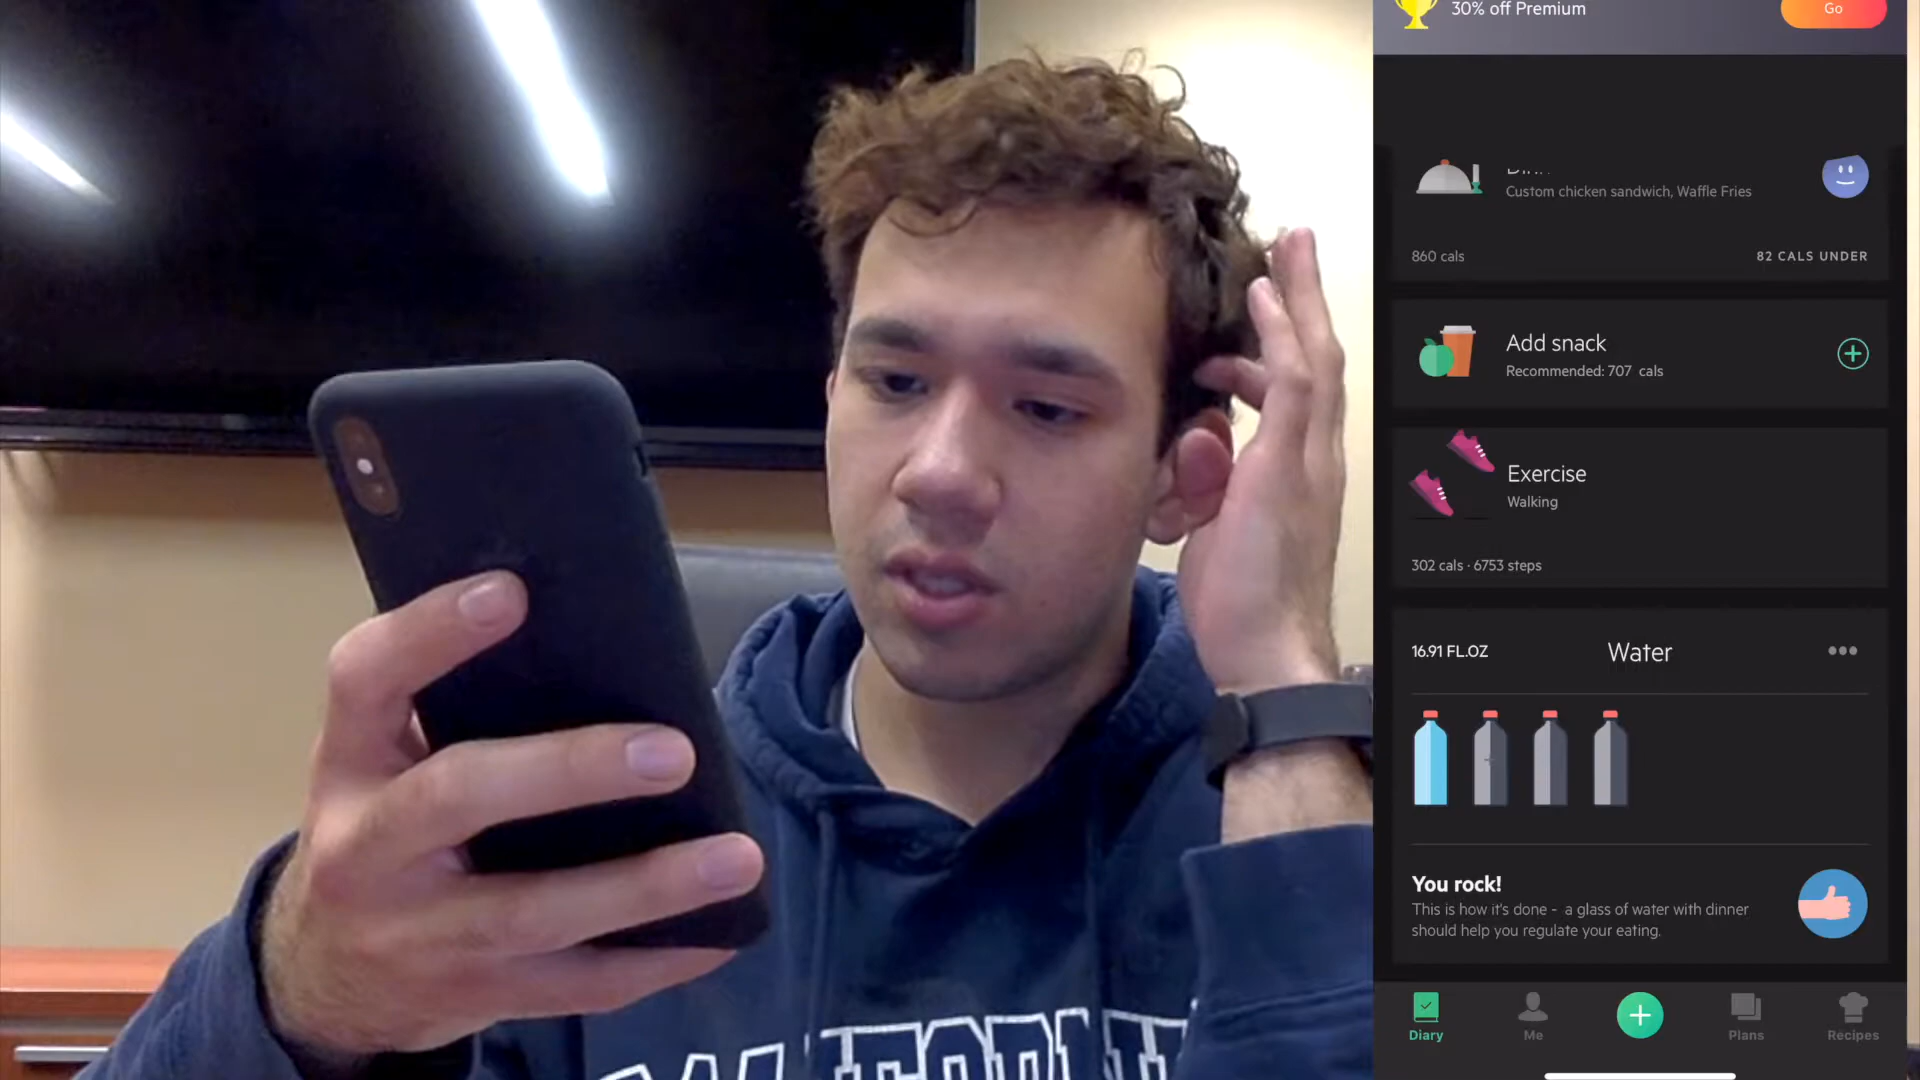 30% off Premium
Go
Custom chicken sandwich, Waffle Fries
860 cals
82 CALS UNDER
Add snack
Recommended: 707 cals
Exercise
Walking
302 cals · 6753 steps
16.91 FL.OZ
Water
•••
You rock!
This is how it's done - a glass of water with dinner
should help you regulate your eating.
Diary
Me
Plans
Recipes